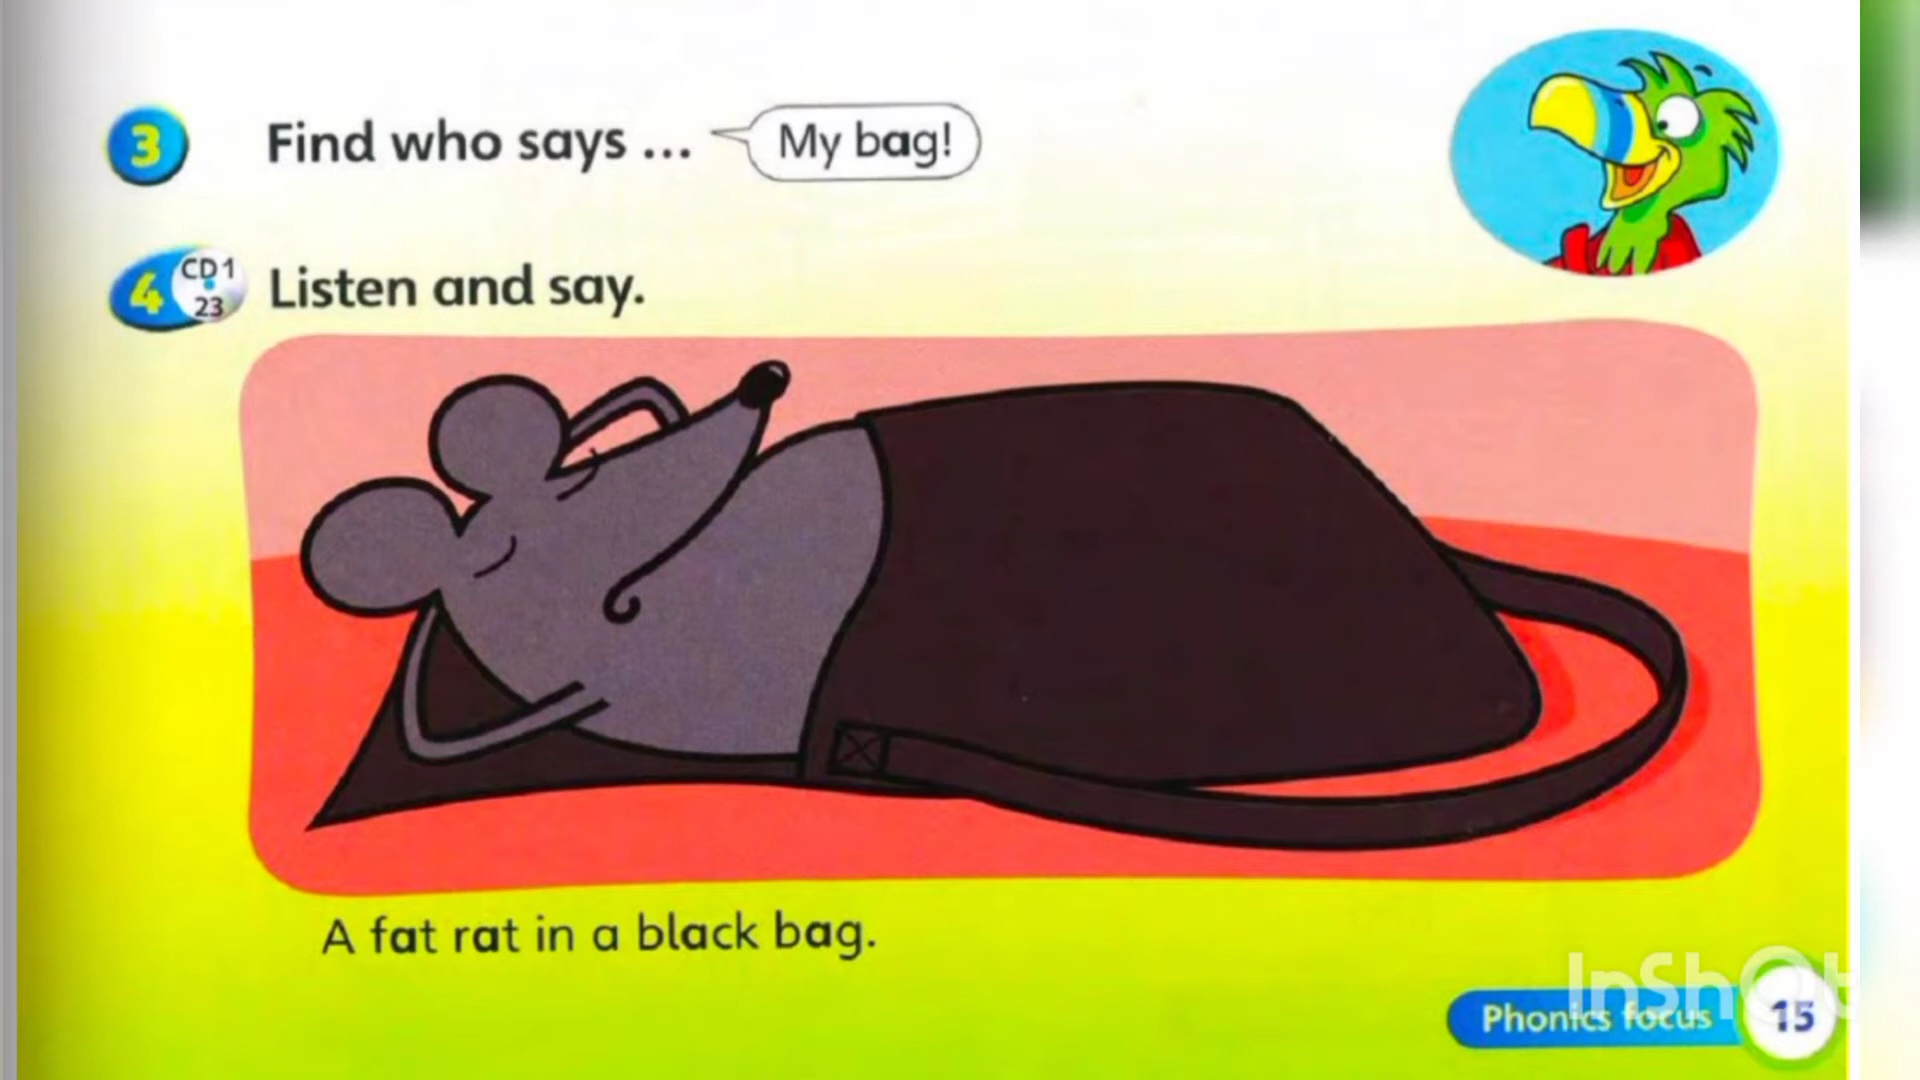 3 Find who says ... My bag!
4 CD1 23 Listen and say.
A fat rat in a black bag.
Phonics focus 15
InShOt